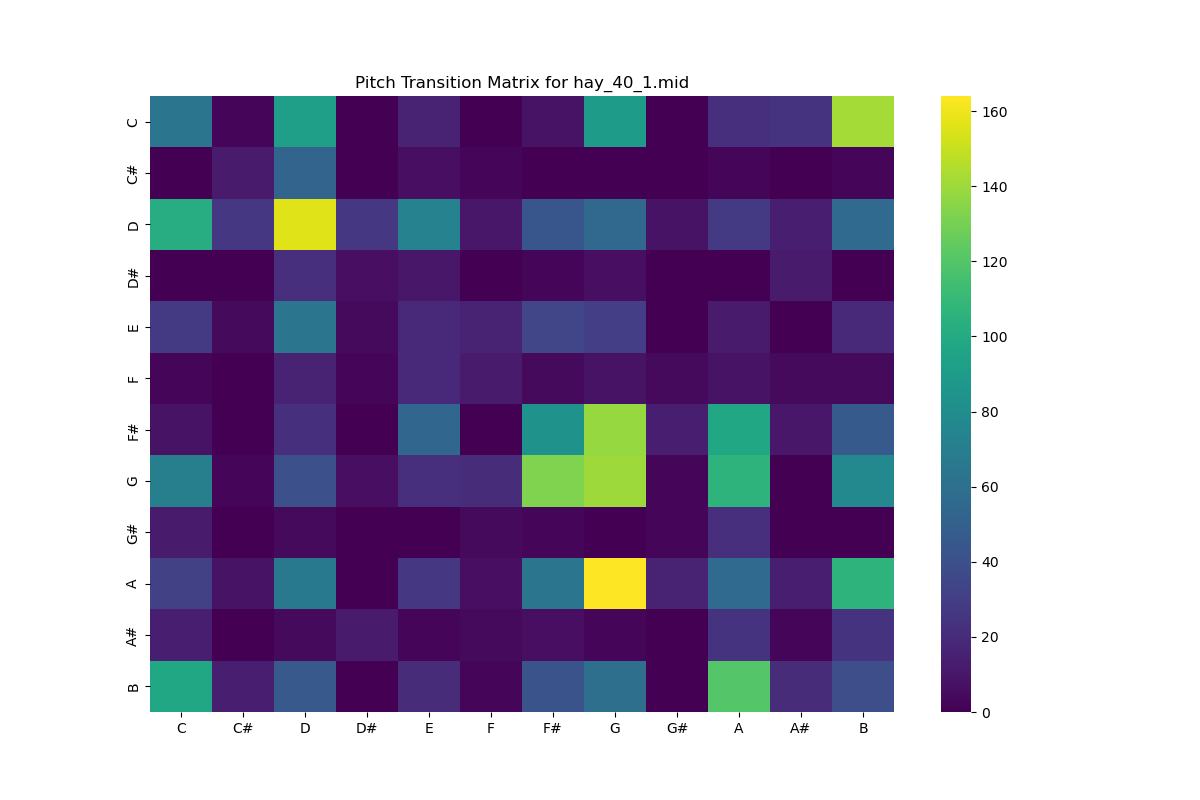 Pitch Transition Matrix for hay_40_1.mid
C
C#
D
D#
E
F
F#
G
G#
A
A#
B
C C# D D# E F F# G G# A A# B
160
140
120
100
80
60
40
20
0